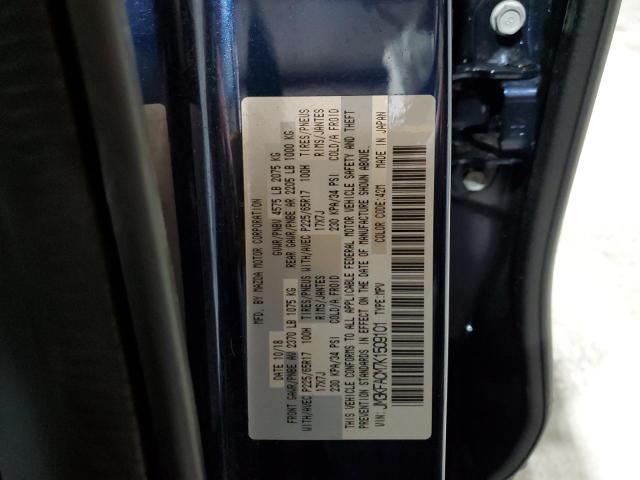 MFD. BY MAZDA MOTOR CORPORATION
DATE 10/18 GVWR/PNBV 4575 LB 2075 KG
FRONT GAWR/PNBE AV 2370 LB 1075 KG REAR GAWR/PNBE AR 2205 LB 1000 KG
WITH/AVEC P225/65R17 100H TIRES/PNEUS WITH/AVEC P225/65R17 100H TIRES/PNEUS
17X7J RIMS/JANTES 17X7J RIMS/JANTES
230 KPA/34 PSI COLD/A FROID 230 KPA/34 PSI COLD/A FROID
THIS VEHICLE CONFORMS TO ALL APPLICABLE FEDERAL MOTOR VEHICLE SAFETY AND THEFT
PREVENTION STANDARDS IN EFFECT ON THE DATE OF MANUFACTURE SHOWN ABOVE.
VIN: JM3KFACM7K1509101 TYPE:MPV COLOR CODE:42M MADE IN JAPAN